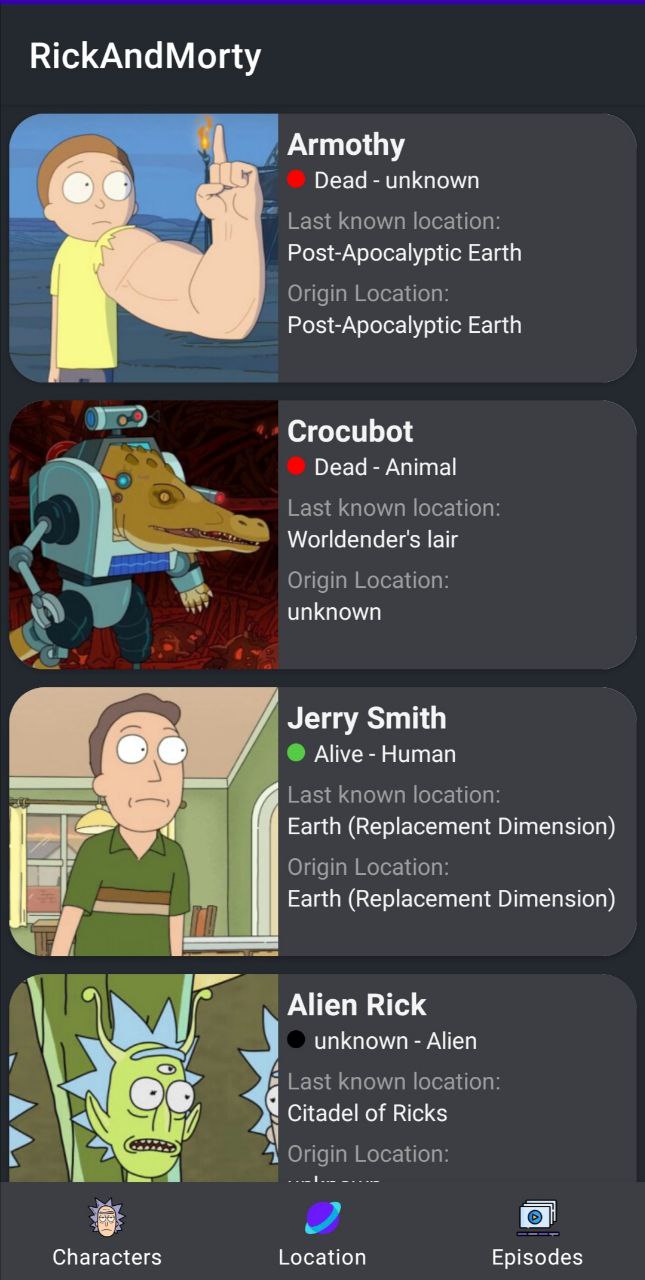 RickAndMorty
Armothy
Dead - unknown
Last known location:
Post-Apocalyptic Earth
Origin Location:
Post-Apocalyptic Earth
Crocubot
Dead - Animal
Last known location:
Worldender's lair
Origin Location:
unknown
Jerry Smith
Alive - Human
Last known location:
Earth (Replacement Dimension)
Origin Location:
Earth (Replacement Dimension)
Alien Rick
unknown - Alien
Last known location:
Citadel of Ricks
Origin Location:
Characters
Location
Episodes